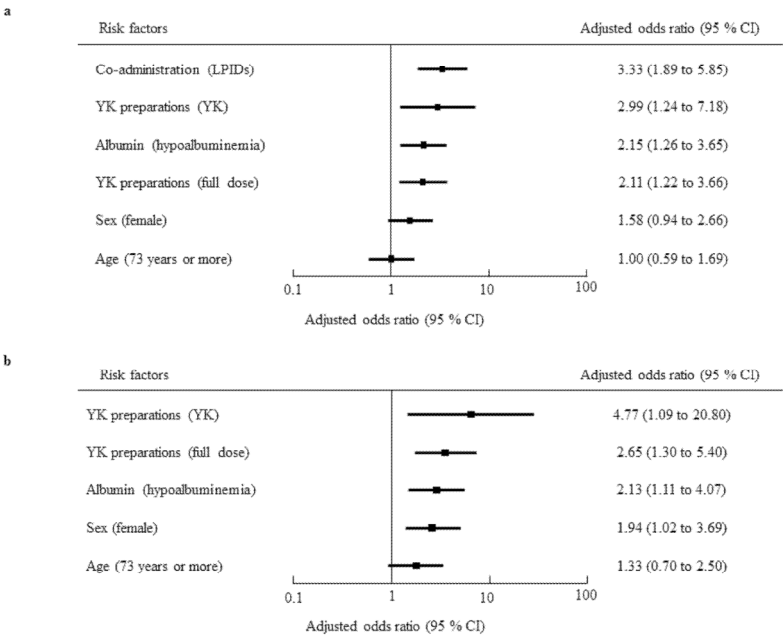 a
Risk factors Adjusted odds ratio (95 % CI)
Co-administration (LPIDs) 3.33 (1.89 to 5.85)
YK preparations (YK) 2.99 (1.24 to 7.18)
Albumin (hypoalbuminemia) 2.15 (1.26 to 3.65)
YK preparations (full dose) 2.11 (1.22 to 3.66)
Sex (female) 1.58 (0.94 to 2.66)
Age (73 years or more) 1.00 (0.59 to 1.69)
0.1 1 10 100
Adjusted odds ratio (95 % CI)
b
Risk factors Adjusted odds ratio (95 % CI)
YK preparations (YK) 4.77 (1.09 to 20.80)
YK preparations (full dose) 2.65 (1.30 to 5.40)
Albumin (hypoalbuminemia) 2.13 (1.11 to 4.07)
Sex (female) 1.94 (1.02 to 3.69)
Age (73 years or more) 1.33 (0.70 to 2.50)
0.1 1 10 100
Adjusted odds ratio (95 % CI)